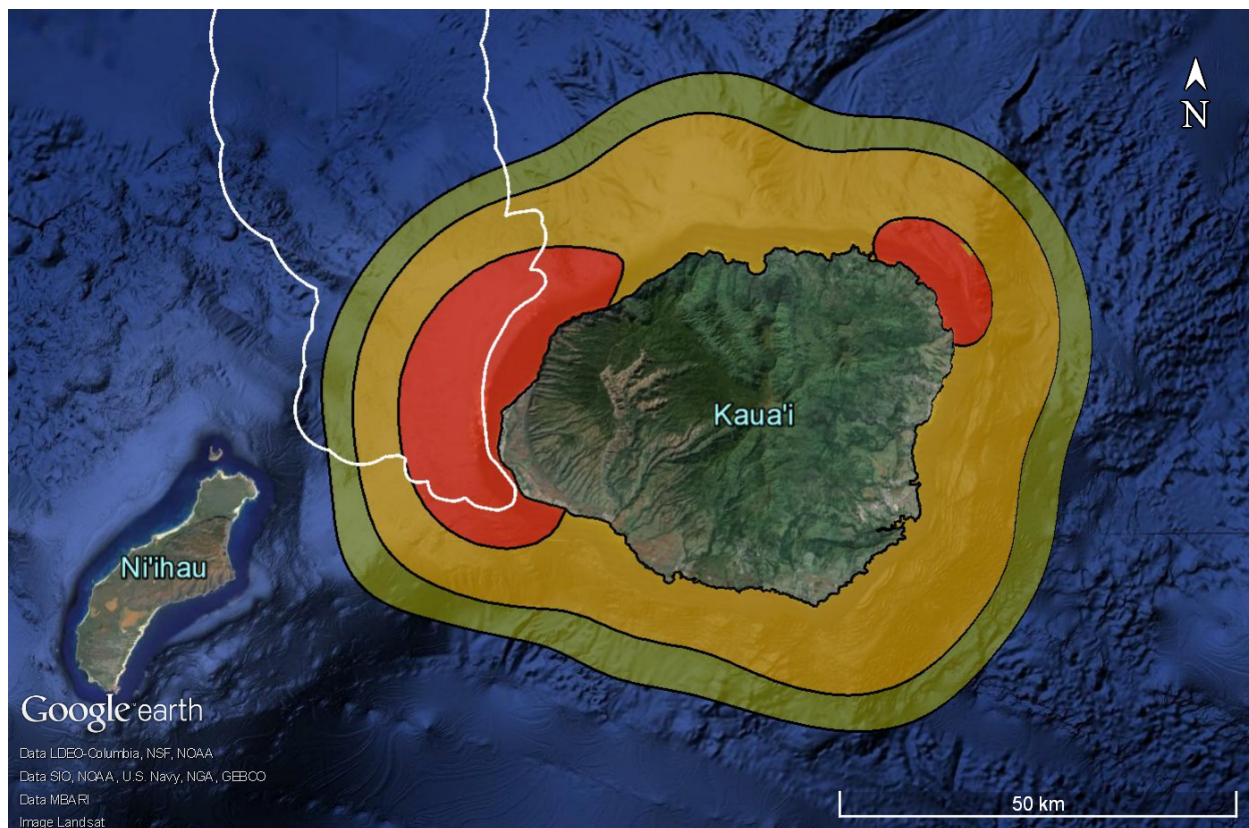 N
Kaua'i
Ni'ihau
Google earth
Data LDEO-Columbia, NSF, NOAA
Data SIO, NOAA, U.S. Navy, NGA, GEBCO
Data MBARI
Image Landsat
50 km